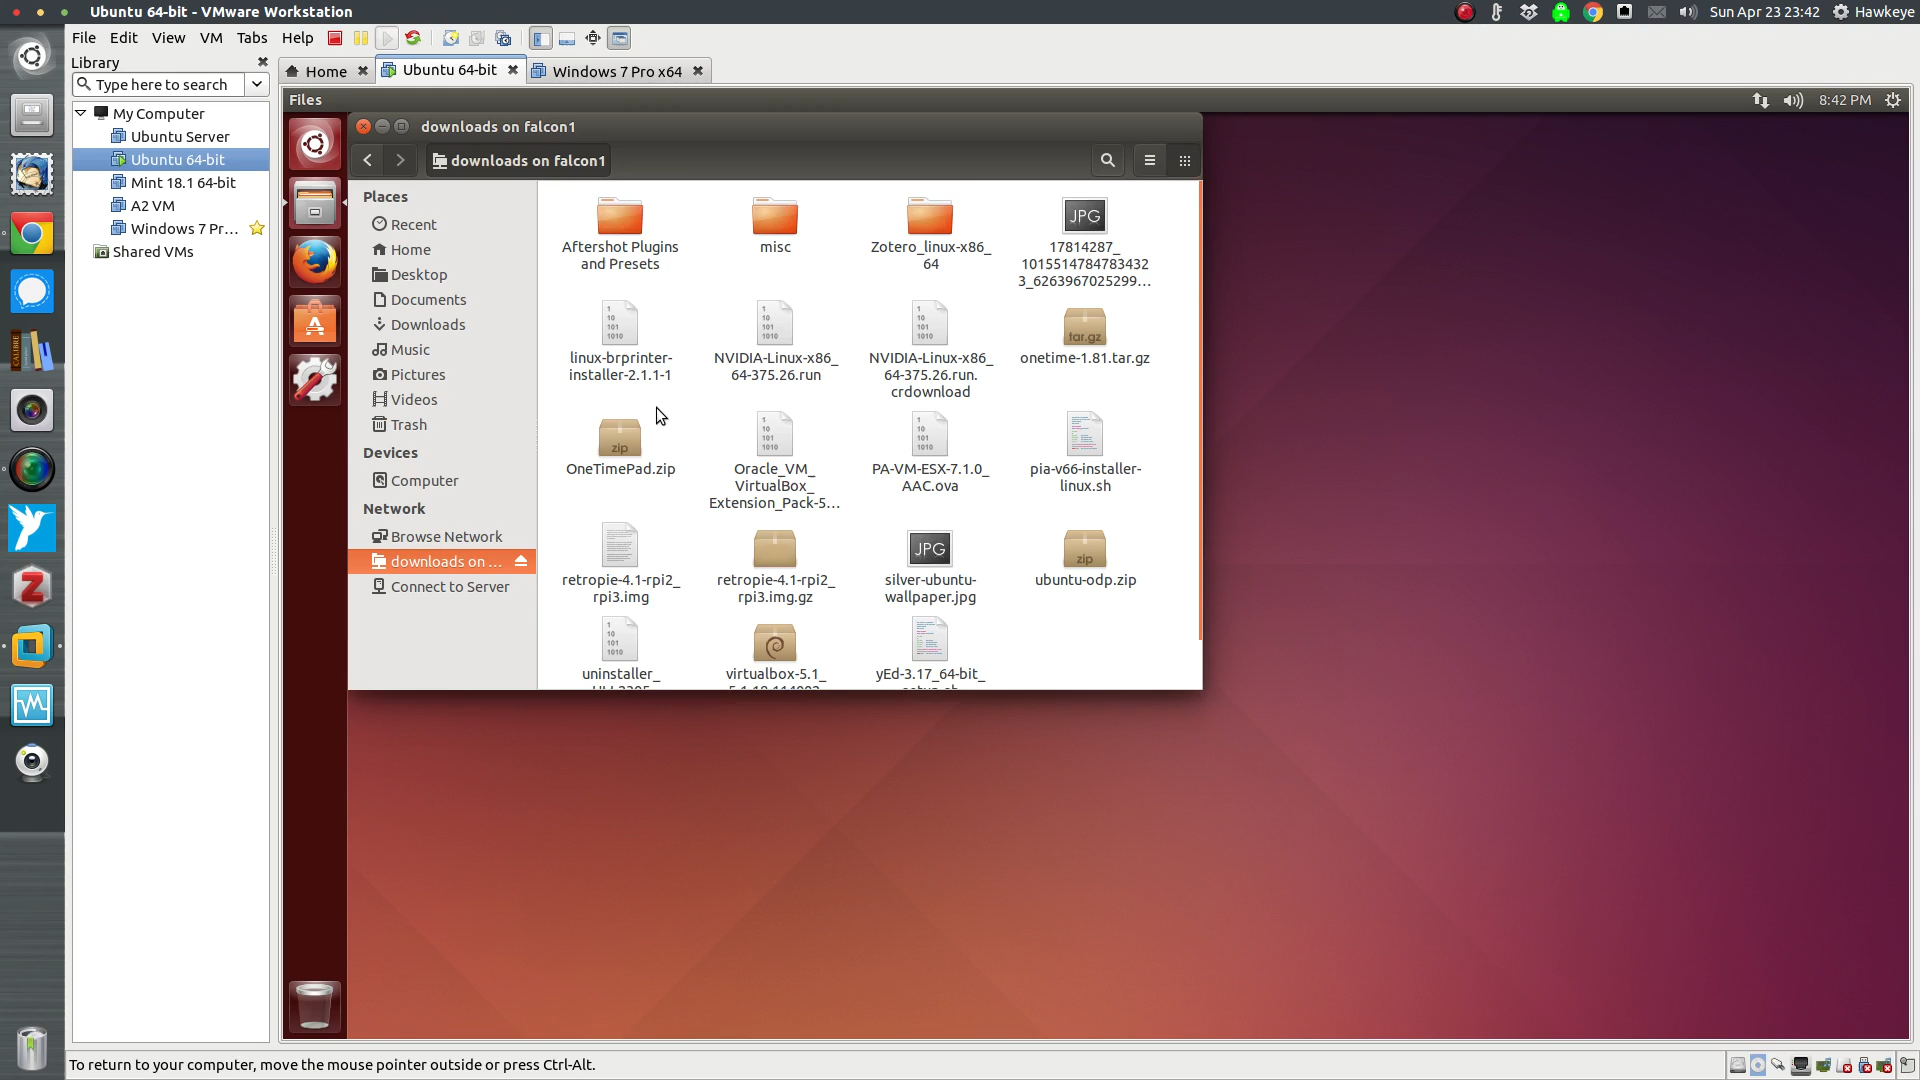 Ubuntu 64-bit - VMware Workstation
Sun Apr 23 23:42
Hawkeye
File Edit View VM Tabs Help
Library
Type here to search
My Computer
Ubuntu Server
Ubuntu 64-bit
Mint 18.1 64-bit
A2 VM
Windows 7 Pr...
Shared VMs
Home
Ubuntu 64-bit
Windows 7 Pro x64
Files
8:42 PM
downloads on falcon1
downloads on falcon1
Places
Recent
Home
Desktop
Documents
Downloads
Music
Pictures
Videos
Trash
Devices
Computer
Network
Browse Network
downloads on ...
Connect to Server
Aftershot Plugins
and Presets
misc
Zotero_linux-x86_
64
JPG
17814287_
1015514784783432
3_6263967025299...
linux-brprinter-
installer-2.1.1-1
NVIDIA-Linux-x86_
64-375.26.run
NVIDIA-Linux-x86_
64-375.26.run.
crdownload
tar.gz
onetime-1.81.tar.gz
zip
OneTimePad.zip
Oracle_VM_
VirtualBox_
Extension_Pack-5...
PA-VM-ESX-7.1.0_
AAC.ova
pia-v66-installer-
linux.sh
retropie-4.1-rpi2_
rpi3.img
retropie-4.1-rpi2_
rpi3.img.gz
JPG
silver-ubuntu-
wallpaper.jpg
zip
ubuntu-odp.zip
uninstaller_
virtualbox-5.1_
yEd-3.17_64-bit_
To return to your computer, move the mouse pointer outside or press Ctrl-Alt.